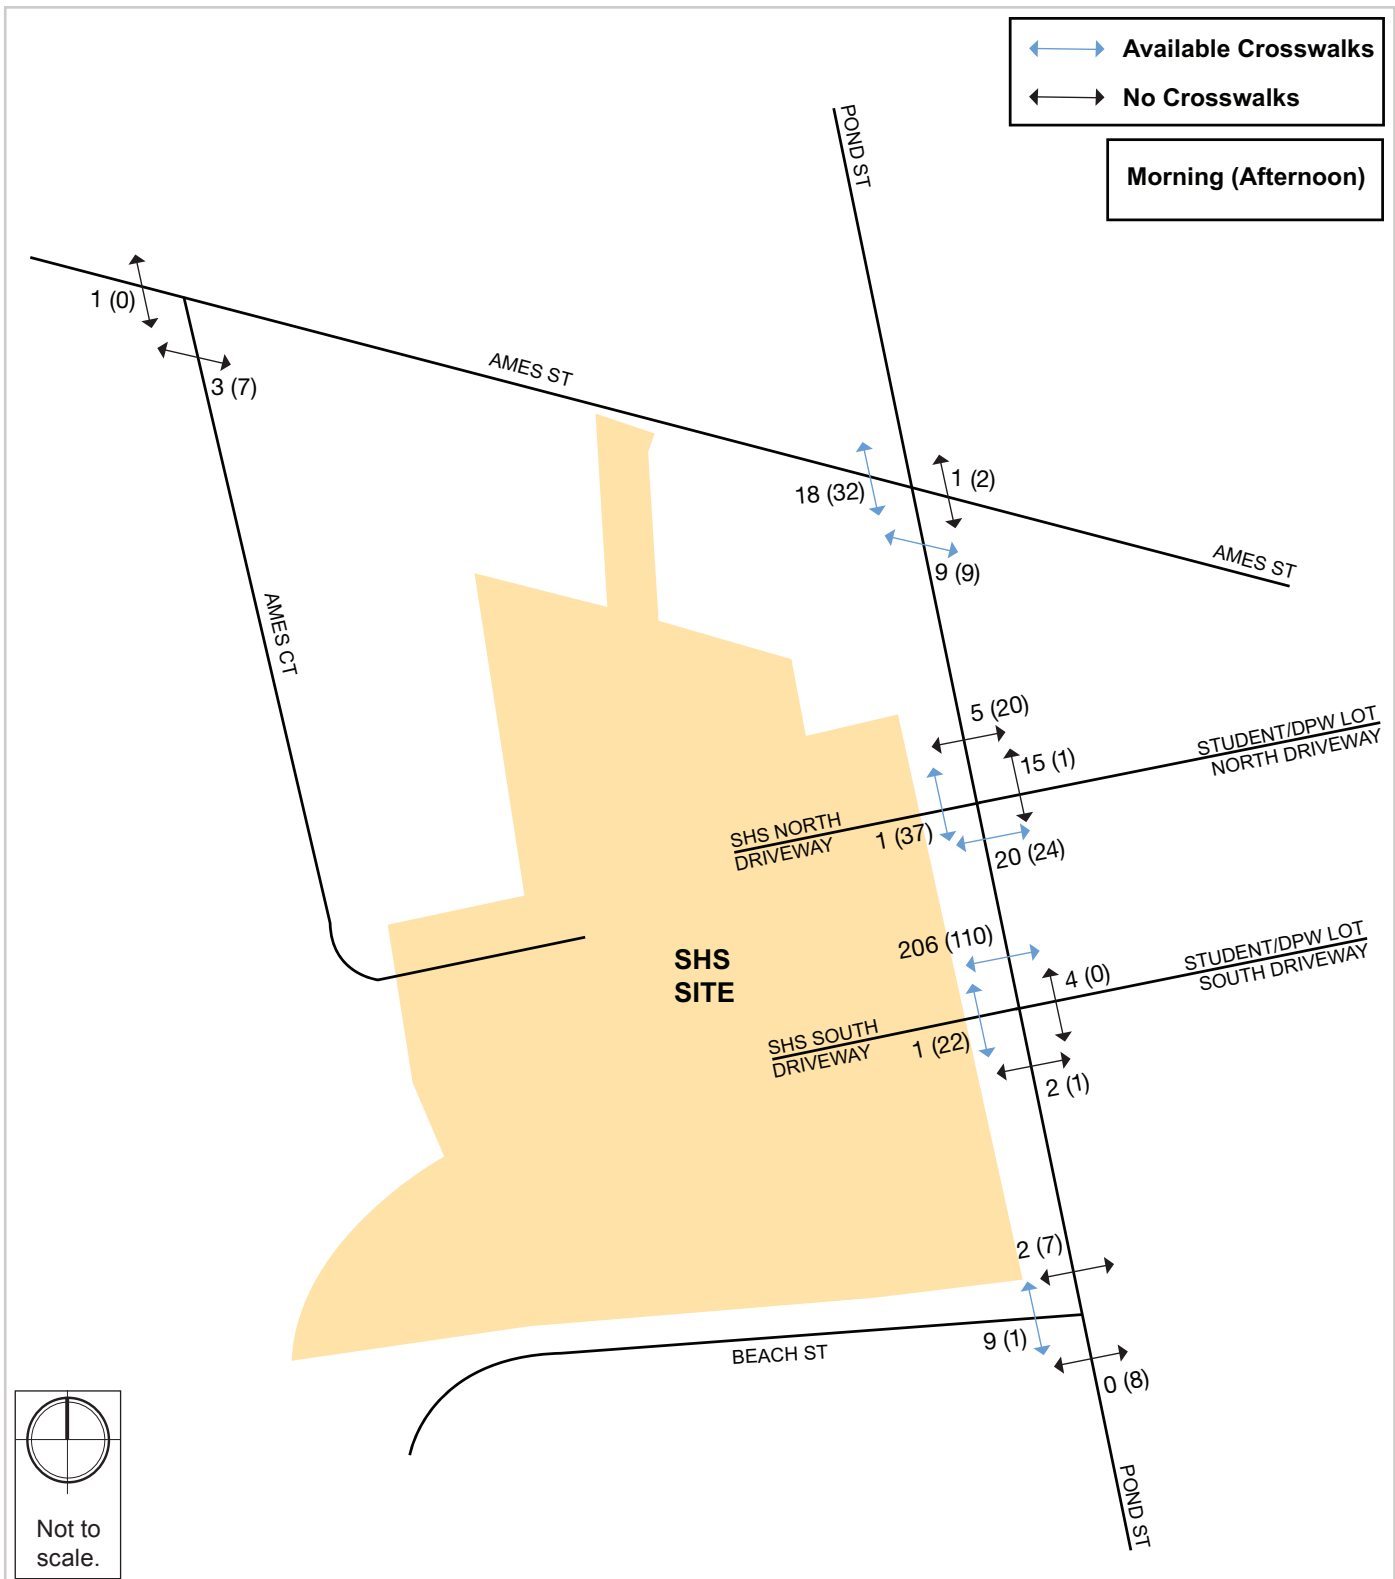 Available Crosswalks
No Crosswalks
Morning (Afternoon)
POND ST
1 (0)
3 (7)
AMES ST
18 (32)
1 (2)
9 (9)
AMES ST
AMES CT
5 (20)
15 (1)
STUDENT/DPW LOT
NORTH DRIVEWAY
SHS NORTH
DRIVEWAY
1 (37)
20 (24)
206 (110)
SHS
SITE
4 (0)
STUDENT/DPW LOT
SOUTH DRIVEWAY
SHS SOUTH
DRIVEWAY
1 (22)
2 (1)
2 (7)
9 (1)
BEACH ST
0 (8)
POND ST
Not to
scale.